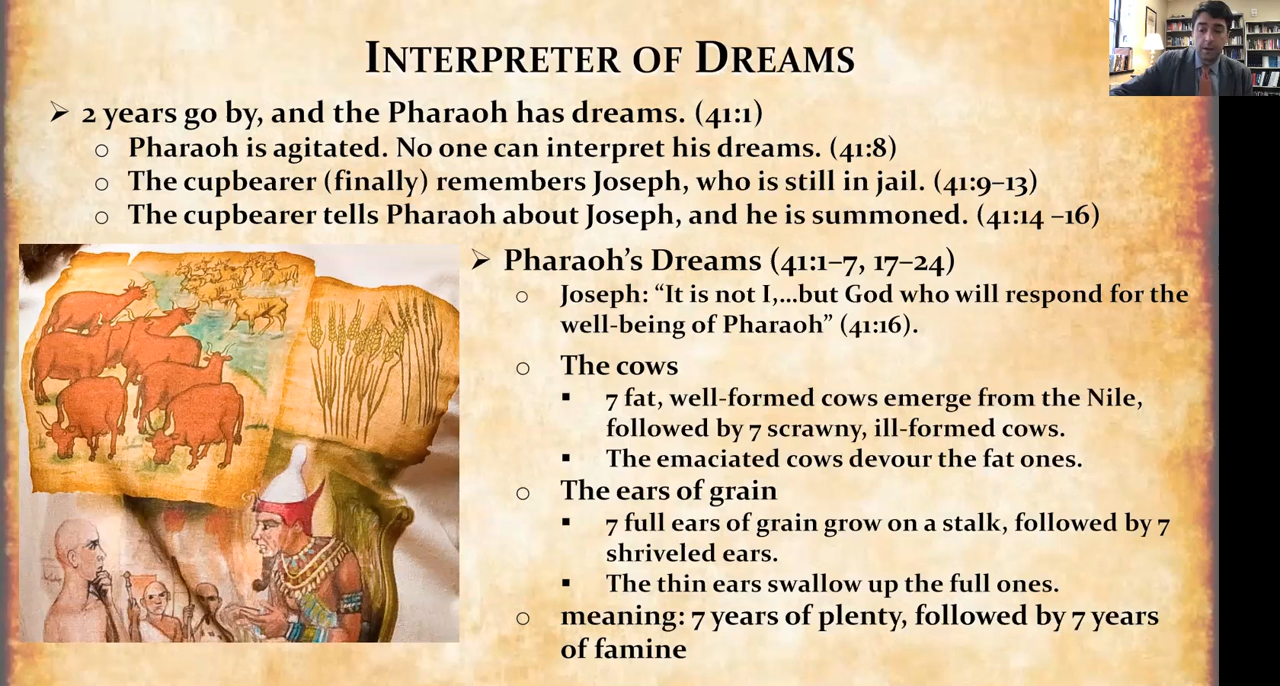 INTERPRETER OF DREAMS
➢ 2 years go by, and the Pharaoh has dreams. (41:1)
o Pharaoh is agitated. No one can interpret his dreams. (41:8)
o The cupbearer (finally) remembers Joseph, who is still in jail. (41:9–13)
o The cupbearer tells Pharaoh about Joseph, and he is summoned. (41:14 –16)
➢ Pharaoh’s Dreams (41:1–7, 17–24)
o Joseph: “It is not I,...but God who will respond for the
well-being of Pharaoh” (41:16).
o The cows
▪ 7 fat, well-formed cows emerge from the Nile,
followed by 7 scrawny, ill-formed cows.
▪ The emaciated cows devour the fat ones.
o The ears of grain
▪ 7 full ears of grain grow on a stalk, followed by 7
shriveled ears.
▪ The thin ears swallow up the full ones.
o meaning: 7 years of plenty, followed by 7 years
of famine